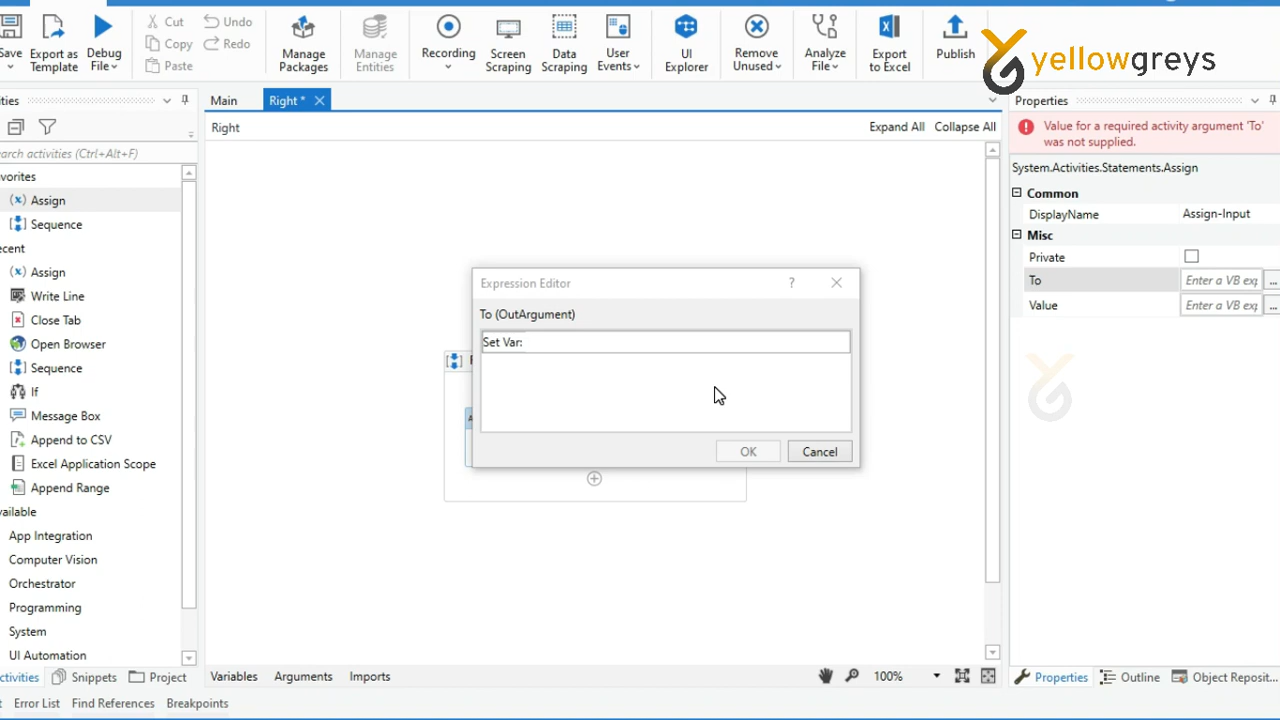 Save
Export as Template
Debug File
Cut
Copy
Paste
Undo
Redo
Manage Packages
Manage Entities
Recording
Screen Scraping
Data Scraping
User Events
UI Explorer
Remove Unused
Analyze File
Export to Excel
Publish
yellowgreys
ities
Main
Right *
Properties
Right
Expand All
Collapse All
Value for a required activity argument 'To'
was not supplied.
earch activities (Ctrl+Alt+F)
System.Activities.Statements.Assign
avorites
Assign
Sequence
ecent
Assign
Write Line
Close Tab
Open Browser
Sequence
If
Message Box
Append to CSV
Excel Application Scope
Append Range
vailable
App Integration
Computer Vision
Orchestrator
Programming
System
UI Automation
Expression Editor
?
To (OutArgument)
Set Var:
OK
Cancel
Common
DisplayName
Assign-Input
Misc
Private
To
Enter a VB exp
...
Value
Enter a VB exp
...
ctivities
Snippets
Project
Variables
Arguments
Imports
100%
Properties
Outline
Object Reposit...
Error List
Find References
Breakpoints